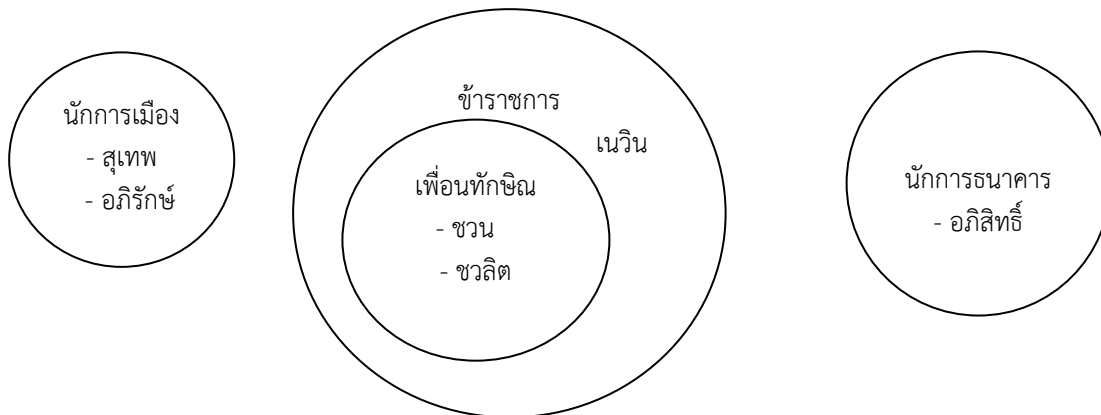 นักการเมือง
- สุเทพ
- อภิรักษ์
ข้าราชการ
เนวิน
เพื่อนทักษิณ
- ชวน
- ชวลิต
นักการธนาคาร
- อภิสิทธิ์